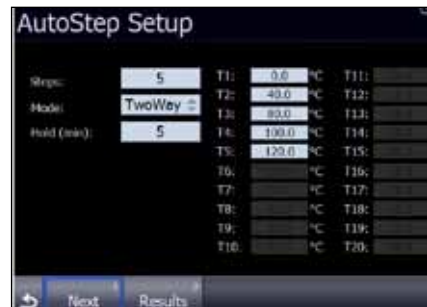 AutoStep Setup
Steps: 5
Mode: TwoWay
Hold (min): 5
T1: 0.0 °C
T2: 40.0 °C
T3: 80.0 °C
T4: 100.0 °C
T5: 120.0 °C
T6: °C
T7: °C
T8: °C
T9: °C
T10: °C
T11:
T12:
T13:
T14:
T15:
T16:
T17:
T18:
T19:
T20:
Next Results